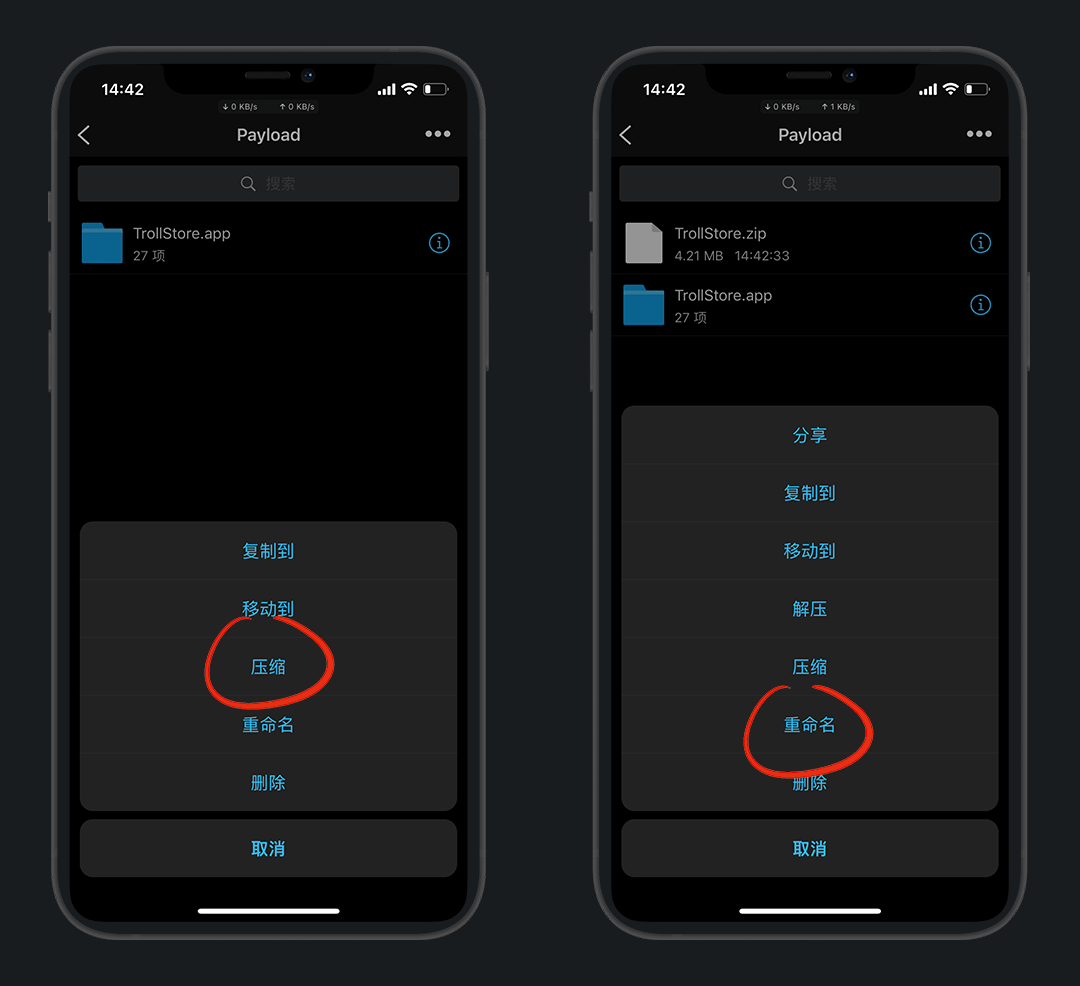 14:42
↓ 0 KB/s ↑ 0 KB/s
Payload
搜索
TrollStore.app
27 项
复制到
移动到
压缩
重命名
删除
取消
14:42
↓ 0 KB/s ↑ 1 KB/s
Payload
搜索
TrollStore.zip
4.21 MB 14:42:33
TrollStore.app
27 项
分享
复制到
移动到
解压
压缩
重命名
删除
取消